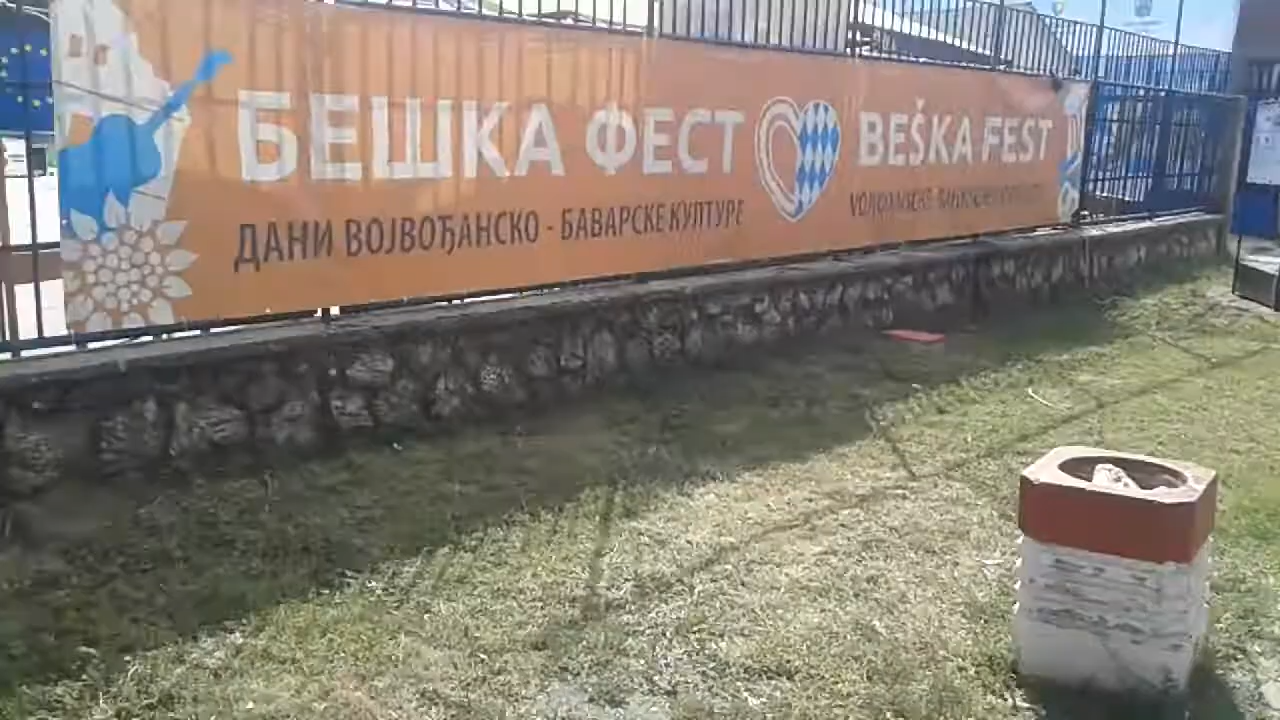 БЕШКА ФЕСТ
ДАНИ ВОЈВОЂАНСКО - БАВАРСКЕ КУЛТУРЕ
BEŠKA FEST